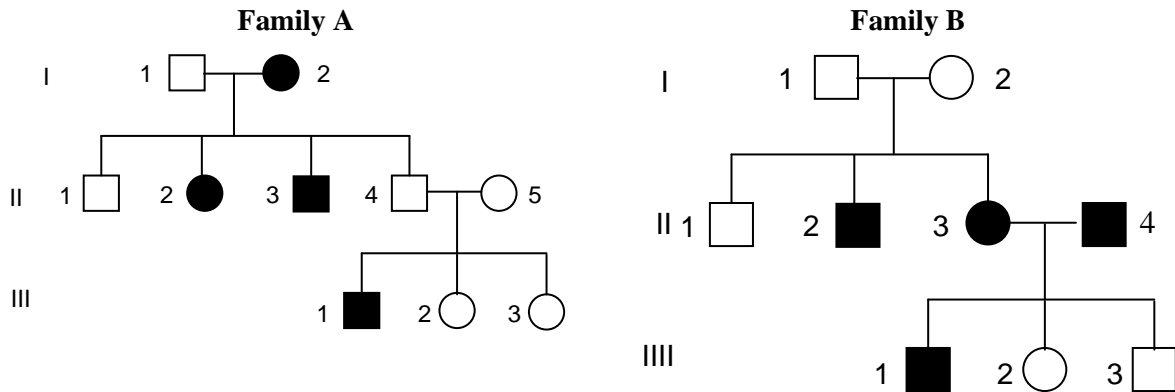 Family A
I 1 2
II 1 2 3 4 5
III 1 2 3
Family B
I 1 2
II 1 2 3 4
IIII 1 2 3